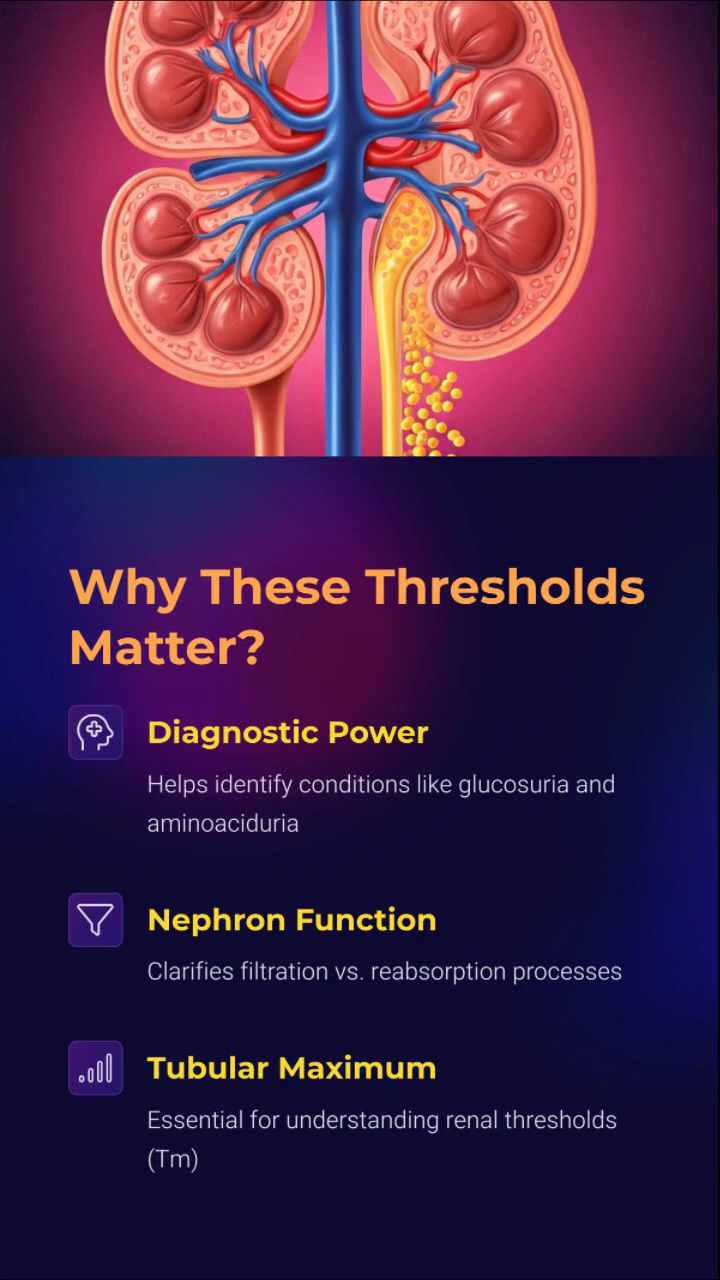 Why These Thresholds
Matter?
Diagnostic Power
Helps identify conditions like glucosuria and
aminoaciduria
Nephron Function
Clarifies filtration vs. reabsorption processes
Tubular Maximum
Essential for understanding renal thresholds
(Tm)